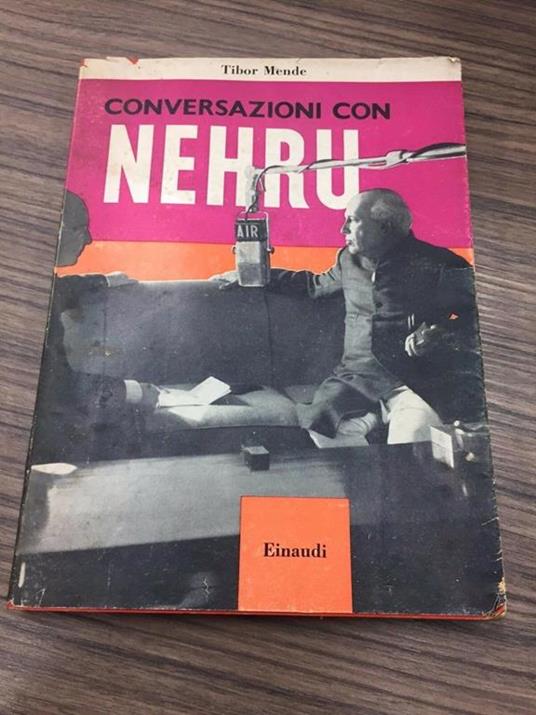 Tibor Mende
CONVERSAZIONI CON
NEHRU
AIR
Einaudi